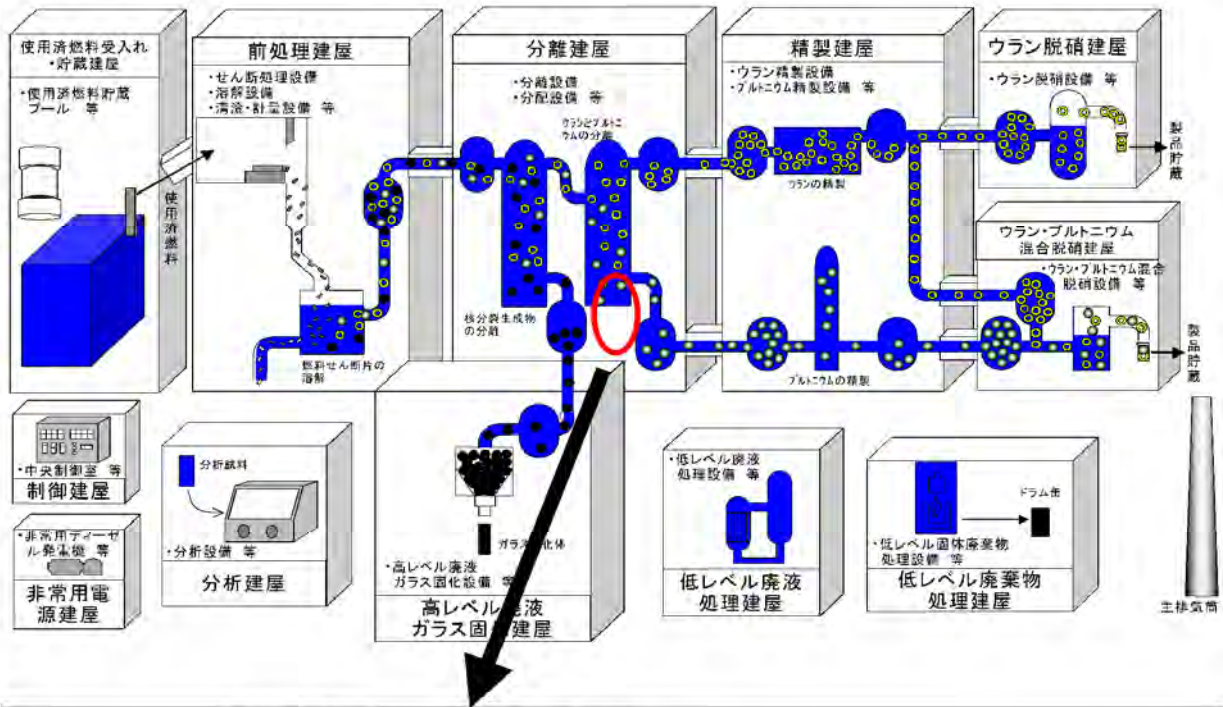 使用済燃料受入れ
・貯蔵建屋
・使用済燃料貯蔵
プール 等
使用済燃料
前処理建屋
・せん断処理設備
・溶解設備
・清澄・計量設備 等
燃料せん断片の
溶解
分離建屋
・分離設備
・分配設備 等
ウランとプルトニ
ウムの分離
核分裂生成物
の分離
精製建屋
・ウラン精製設備
・プルトニウム精製設備 等
ウランの精製
プルトニウムの精製
ウラン脱硝建屋
・ウラン脱硝設備 等
製品貯蔵
ウラン・プルトニウム
混合脱硝建屋
・ウラン・プルトニウム混合
脱硝設備 等
製品貯蔵
・中央制御室 等
制御建屋
・非常用ディーゼ
ル発電機 等
非常用電
源建屋
分析試料
・分析設備 等
分析建屋
ガラス 化体
・高レベル廃液
ガラス固化設備 等
高レベル 液
ガラス固 建屋
・低レベル廃液
処理設備 等
低レベル廃液
処理建屋
ドラム缶
・低レベル固体廃棄物
処理設備 等
低レベル廃棄物
処理建屋
主排気筒